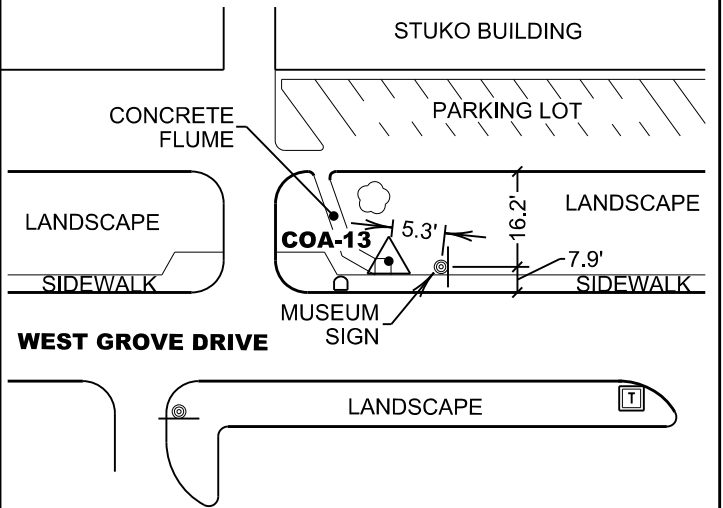 STUKO BUILDING
CONCRETE
FLUME
PARKING LOT
LANDSCAPE
COA-13
5.3'
16.2'
LANDSCAPE
7.9'
SIDEWALK
D
MUSEUM
SIGN
SIDEWALK
WEST GROVE DRIVE
LANDSCAPE
T